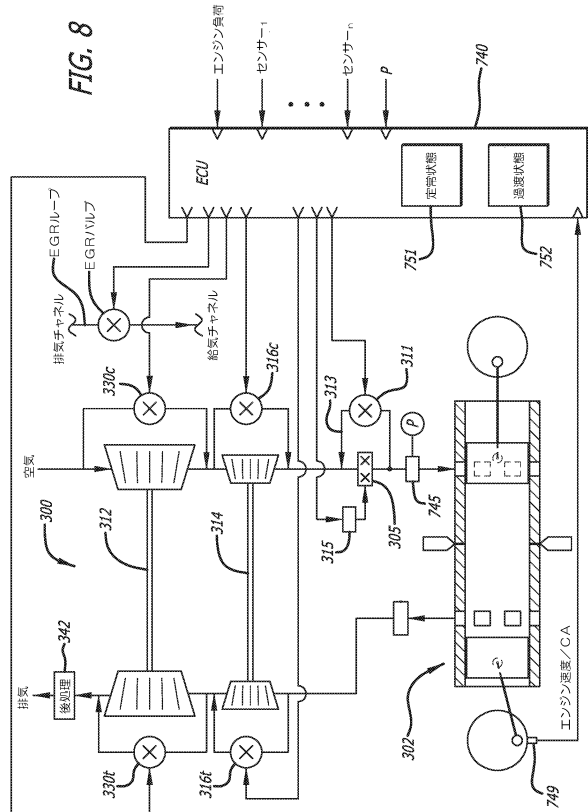 FIG. 8
エンジン負荷
センサー1
センサーn
P
740
ECU
定常状態
751
過渡状態
752
EGRループ
EGRバルブ
排気チャネル
給気チャネル
330c
316c
空気
313
311
P
745
305
315
300
312
314
排気
342
後処理
330t
316t
302
749
エンジン速度/CA